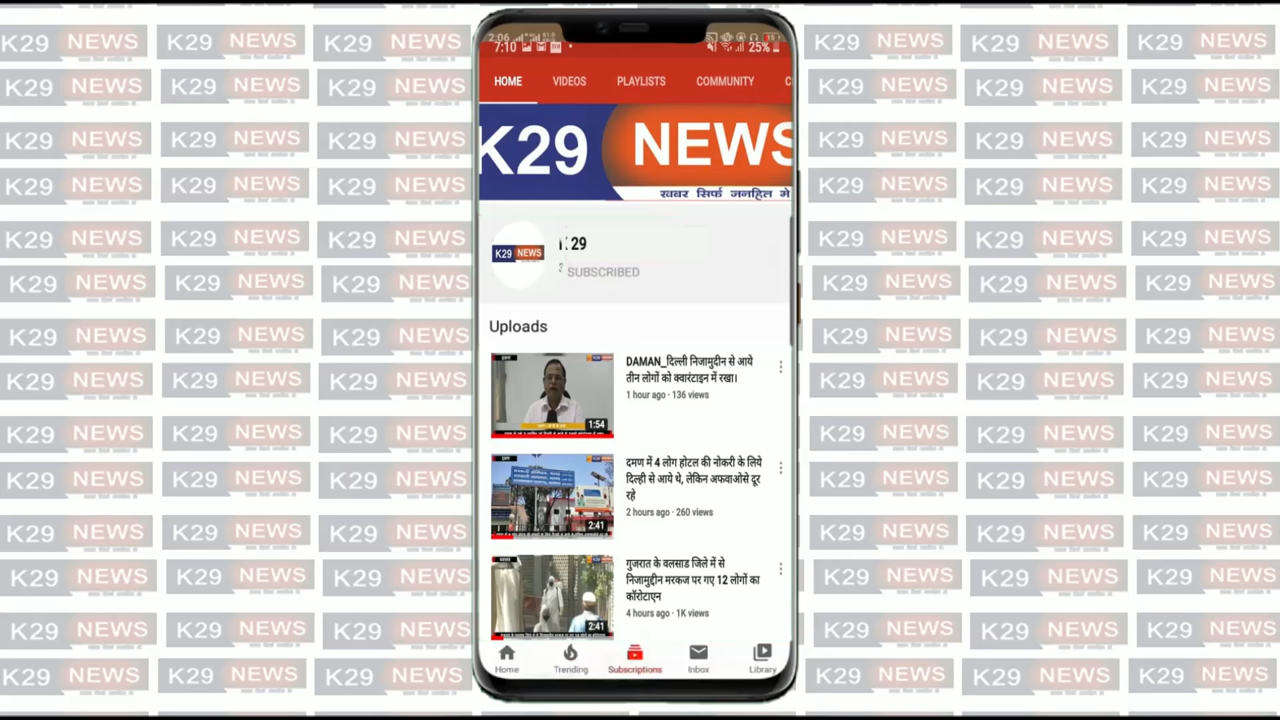 2:06
7:10
25%
HOME VIDEOS PLAYLISTS COMMUNITY C
K29 NEWS
खबर सिर्फ जनहित मे
K29 NEWS
K 29
SUBSCRIBED
Uploads
DAMAN_दिल्ली निजामुदीन से आये
तीन लोगों को क्वारंटाइन में रखा।
1 hour ago · 136 views
1:54
दमण में 4 लोग होटल की नोकरी के लिये
दिल्ही से आये थे, लेकिन अफवाओसे दूर
रहे
2 hours ago · 260 views
2:41
गुजरात के वलसाड जिले में से
निजामुद्दीन मरकज पर गए 12 लोगों का
कॉरोटाएन
4 hours ago · 1K views
2:41
Home Trending Subscriptions Inbox Library